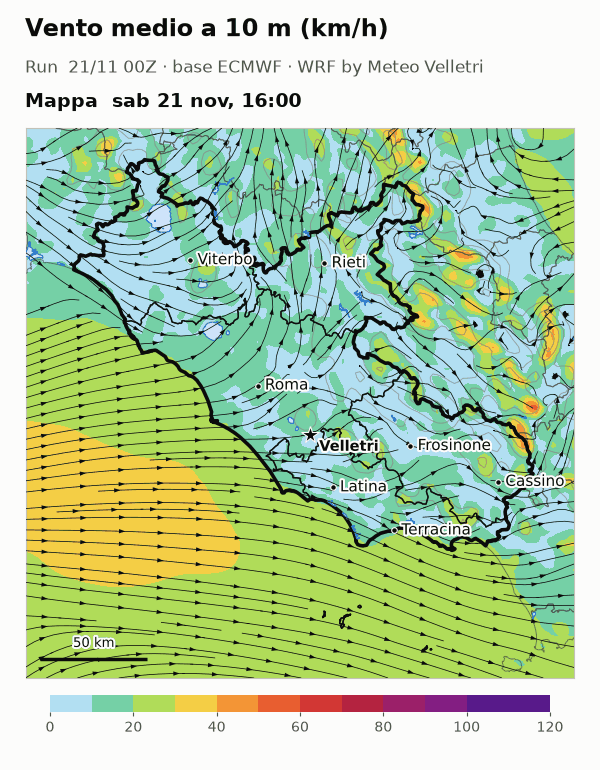 Vento medio a 10 m (km/h)
Run  21/11 00Z · base ECMWF · WRF by Meteo Velletri
Mappa  sab 21 nov, 16:00
Viterbo
Rieti
Roma
Velletri
Frosinone
Cassino
Latina
Terracina
50 km
0 20 40 60 80 100 120